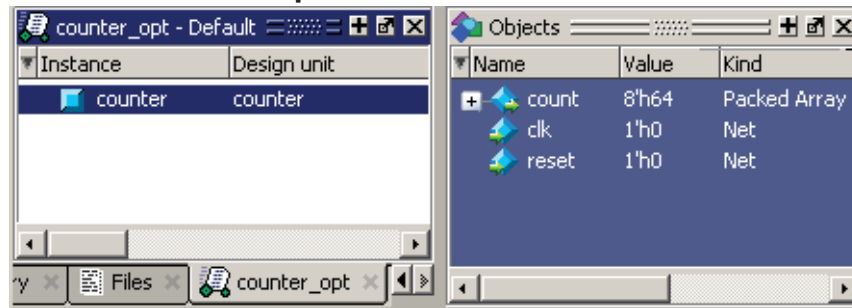 counter_opt - Default
Instance Design unit
counter counter
ry Files counter_opt
Objects
Name Value Kind
count 8'h64 Packed Array
clk 1'h0 Net
reset 1'h0 Net